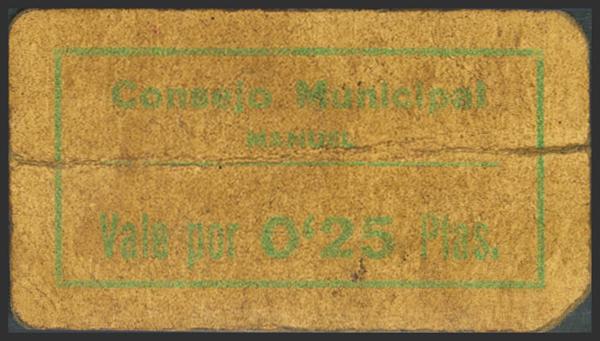 Consejo Municipal
MANUEL
Vale por 0'25 Ptas.